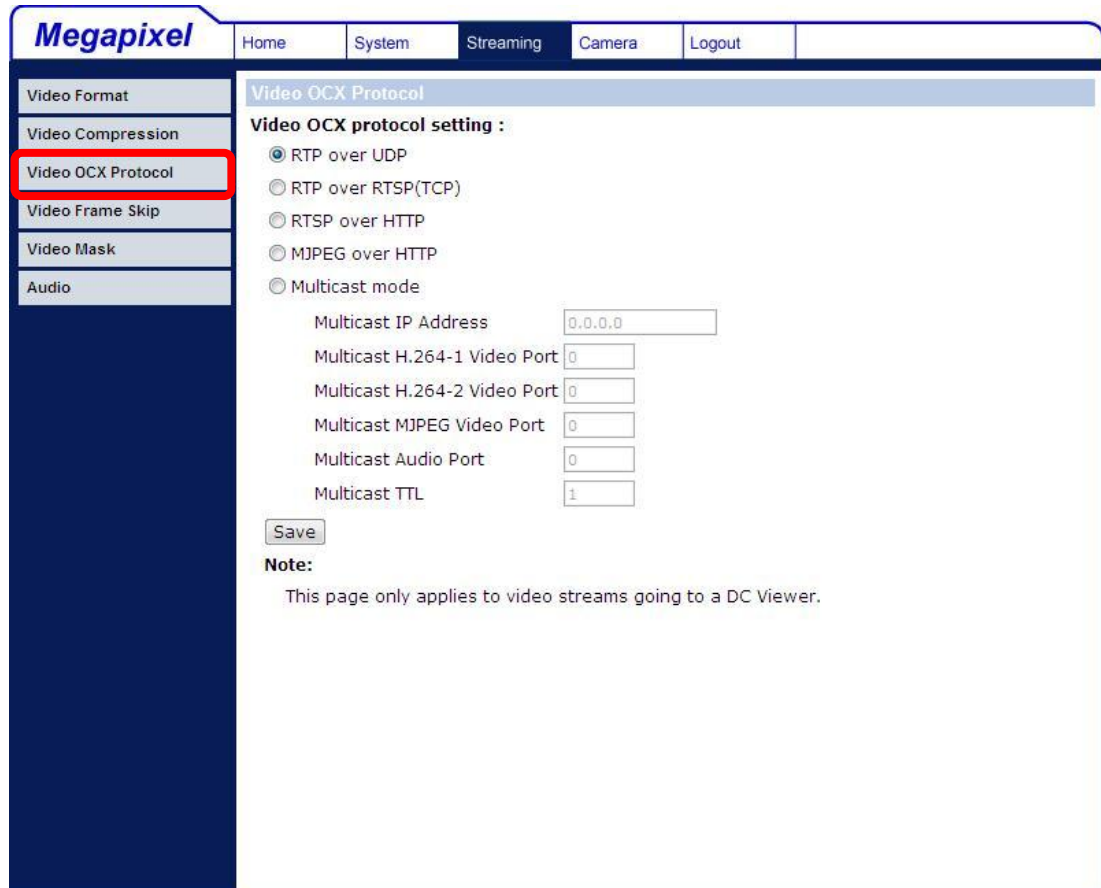 Megapixel
Home System Streaming Camera Logout
Video Format
Video Compression
Video OCX Protocol
Video Frame Skip
Video Mask
Audio
Video OCX Protocol
Video OCX protocol setting :
RTP over UDP
RTP over RTSP(TCP)
RTSP over HTTP
MJPEG over HTTP
Multicast mode
Multicast IP Address 0.0.0.0
Multicast H.264-1 Video Port 0
Multicast H.264-2 Video Port 0
Multicast MJPEG Video Port 0
Multicast Audio Port 0
Multicast TTL 1
Save
Note:
This page only applies to video streams going to a DC Viewer.